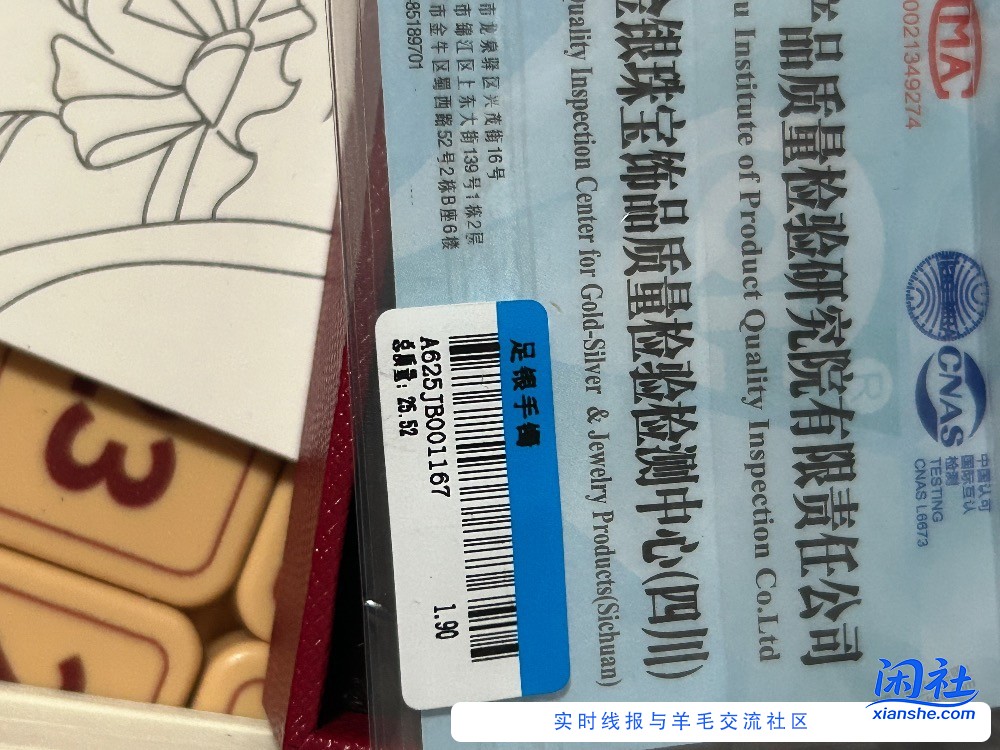 MA
0021349274
CNAS
中国认可
国际互认
检测
TESTING
CNAS L6673
产品质量检验研究院有限责任公司
Institute of Product Quality Inspection Co.Ltd
金银珠宝饰品质量检验检测中心(四川)
Quality Inspection Center for Gold-Silver & Jewelry Products(Sichuan)
市龙泉驿区兴茂街16号
市锦江区上东大街139号1栋2层
市金牛区蜀西路52号2栋B座6楼
85189701
足银手镯
A625JB001167
1.90
总质量: 25.52
3
闲社
xianshe.com
实时线报与羊毛交流社区